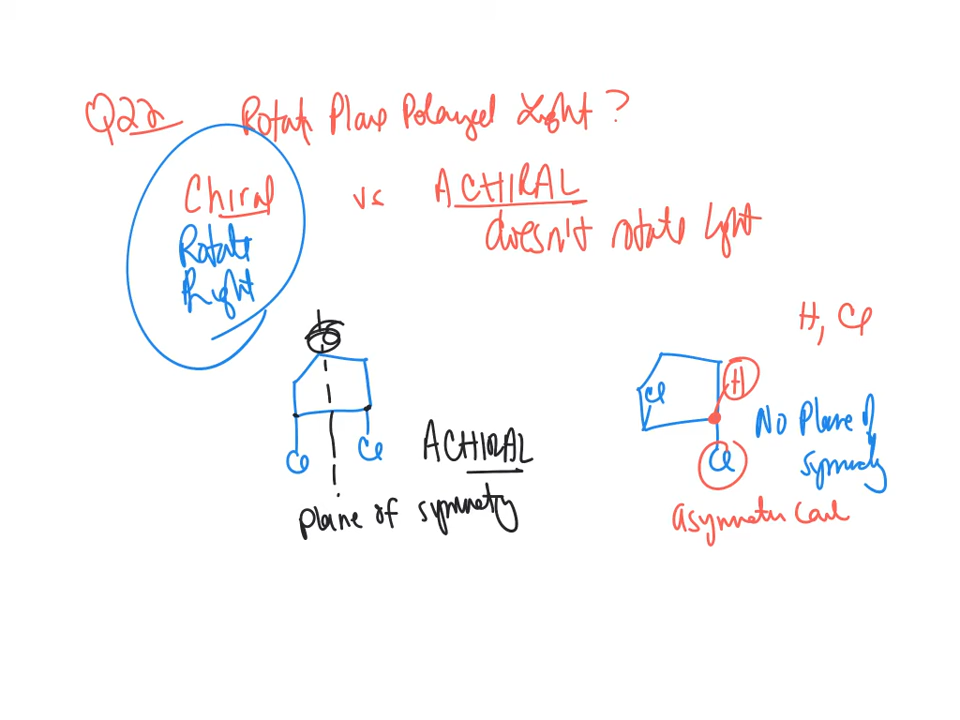 Q22 Rotate Plane Polarized Light ?
Chiral vs ACHIRAL
Rotate doesn't rotate light
Light
H, Cl
Cl H
No Plane of
symmetry
Cl Cl ACHIRAL Cl
plane of symmetry
Asymmetric